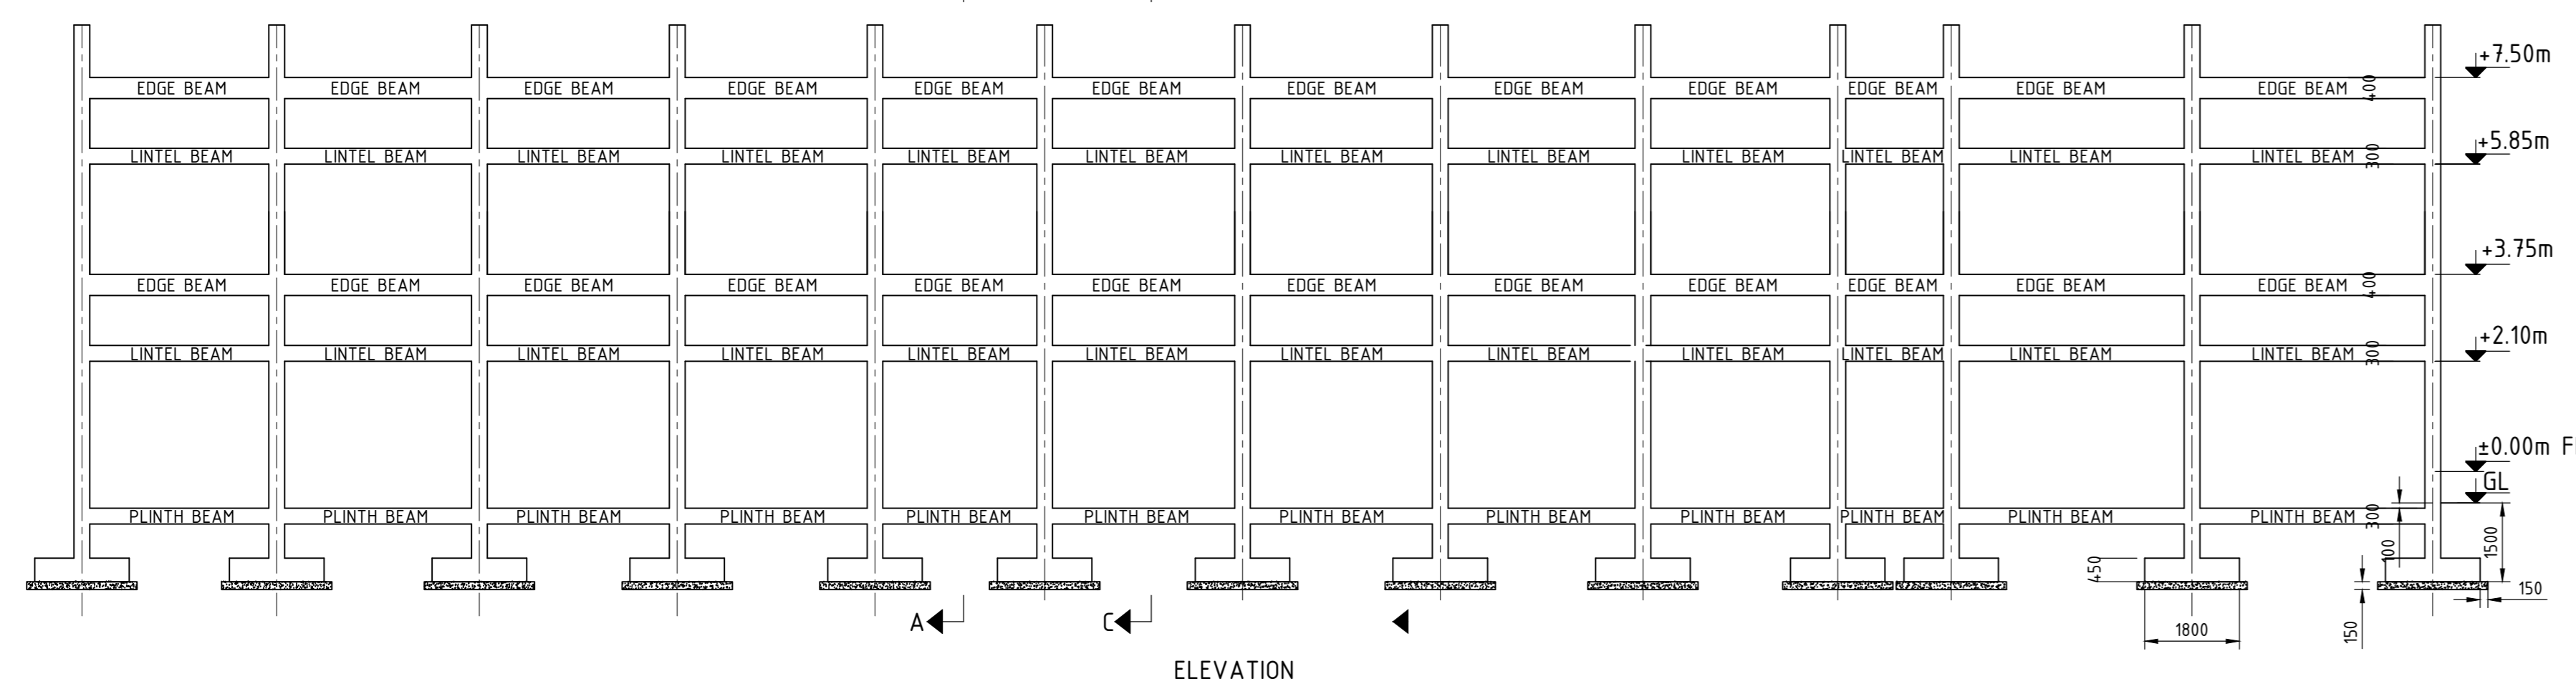 +7.50m
EDGE BEAM EDGE BEAM EDGE BEAM EDGE BEAM EDGE BEAM EDGE BEAM EDGE BEAM EDGE BEAM EDGE BEAM EDGE BEAM EDGE BEAM EDGE BEAM 400
+5.85m
LINTEL BEAM LINTEL BEAM LINTEL BEAM LINTEL BEAM LINTEL BEAM LINTEL BEAM LINTEL BEAM LINTEL BEAM LINTEL BEAM LINTEL BEAM LINTEL BEAM LINTEL BEAM 300
+3.75m
EDGE BEAM EDGE BEAM EDGE BEAM EDGE BEAM EDGE BEAM EDGE BEAM EDGE BEAM EDGE BEAM EDGE BEAM EDGE BEAM EDGE BEAM EDGE BEAM 400
+2.10m
LINTEL BEAM LINTEL BEAM LINTEL BEAM LINTEL BEAM LINTEL BEAM LINTEL BEAM LINTEL BEAM LINTEL BEAM LINTEL BEAM LINTEL BEAM LINTEL BEAM LINTEL BEAM 300
±0.00m F
GL
PLINTH BEAM PLINTH BEAM PLINTH BEAM PLINTH BEAM PLINTH BEAM PLINTH BEAM PLINTH BEAM PLINTH BEAM PLINTH BEAM PLINTH BEAM PLINTH BEAM PLINTH BEAM 300
100 1500
450
150
A C
1800 150
ELEVATION